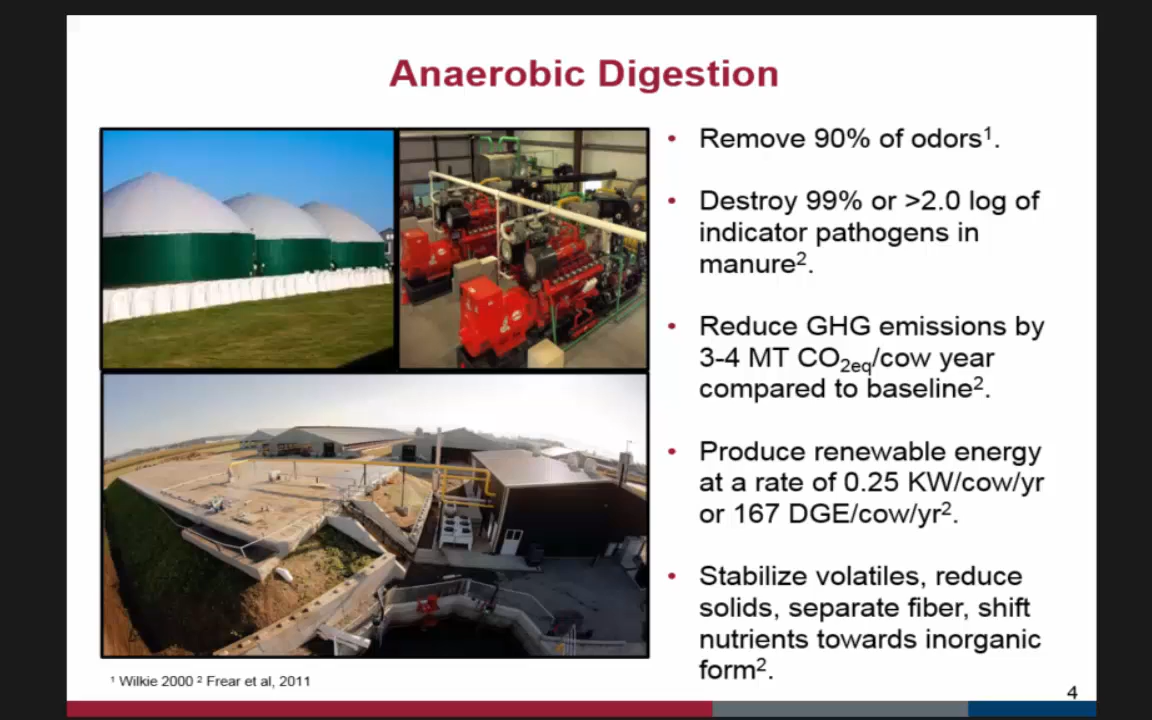 Anaerobic Digestion
• Remove 90% of odors¹.
• Destroy 99% or >2.0 log of
indicator pathogens in
manure².
• Reduce GHG emissions by
3-4 MT CO₂eq/cow year
compared to baseline².
• Produce renewable energy
at a rate of 0.25 KW/cow/yr
or 167 DGE/cow/yr².
• Stabilize volatiles, reduce
solids, separate fiber, shift
nutrients towards inorganic
form².
¹ Wilkie 2000 ² Frear et al, 2011
4